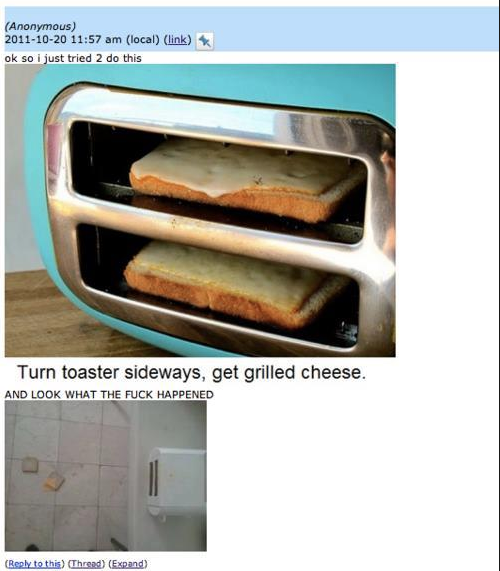 (Anonymous)
2011-10-20 11:57 am (local) (link)
ok so i just tried 2 do this
Turn toaster sideways, get grilled cheese.
AND LOOK WHAT THE FUCK HAPPENED
(Reply to this) (Thread) (Expand)